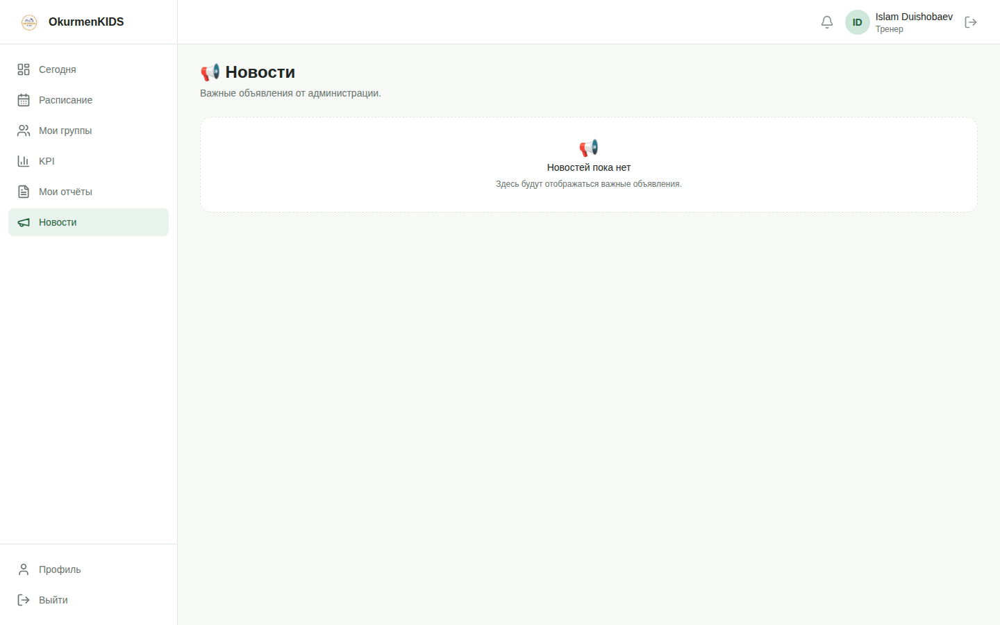 OkurmenKIDS
ID
Islam Duishobaev
Тренер
Сегодня
Расписание
Мои группы
KPI
Мои отчёты
Новости
Профиль
Выйти
Новости
Важные объявления от администрации.
Новостей пока нет
Здесь будут отображаться важные объявления.